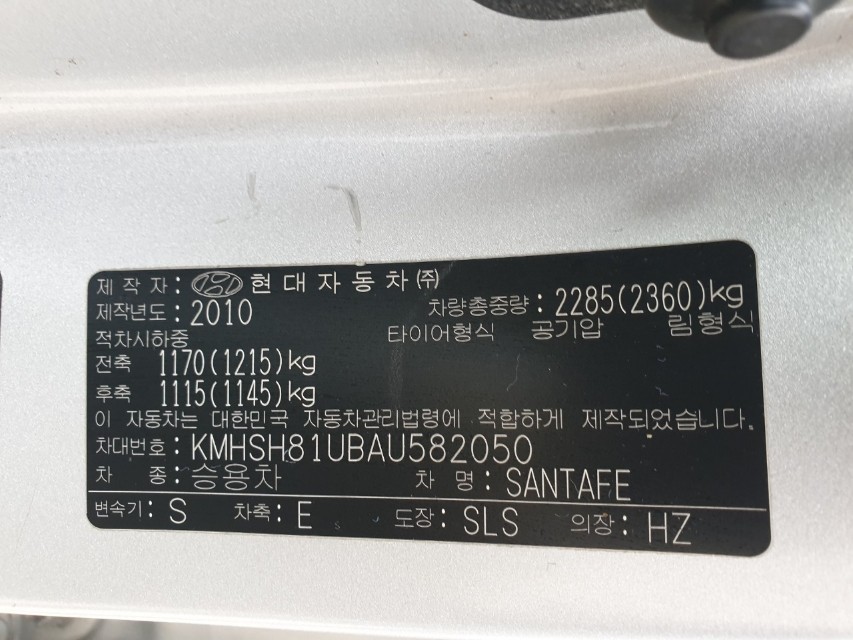 제 작 자 : 현 대 자 동 차 ㈜
제작년도 : 2010 차량총중량 : 2285(2360)kg
적차시하중 타이어형식 공기압 림형식
전축 1170(1215)kg
후축 1115(1145)kg
이 자동차는 대한민국 자동차관리법령에 적합하게 제작되었습니다.
차대번호 : KMHSH81UBAU582050
차 종 : 승용차 차 명 : SANTAFE
변속기 : S 차축 : E 도장 : SLS 의장 : HZ